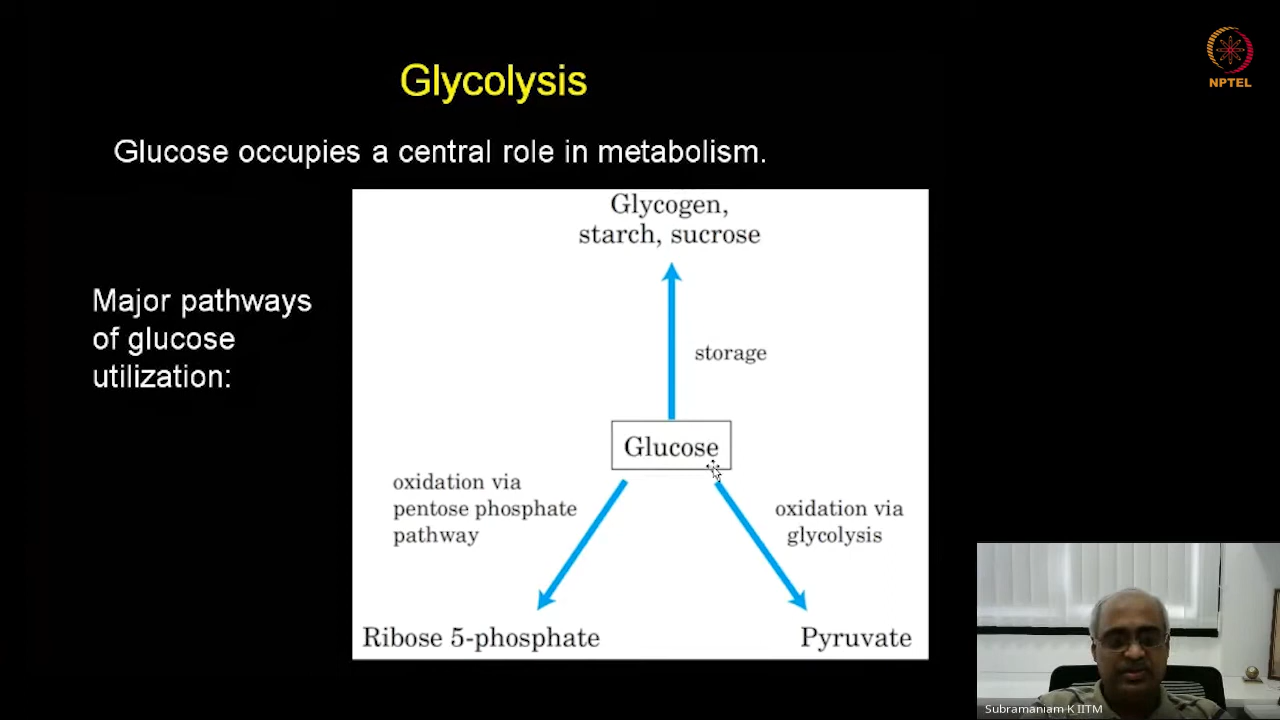 Glycolysis
NPTEL
Glucose occupies a central role in metabolism.
Glycogen,
starch, sucrose
Major pathways
of glucose
utilization:
storage
Glucose
oxidation via
pentose phosphate
pathway
oxidation via
glycolysis
Ribose 5-phosphate
Pyruvate
Subramaniam K IITM